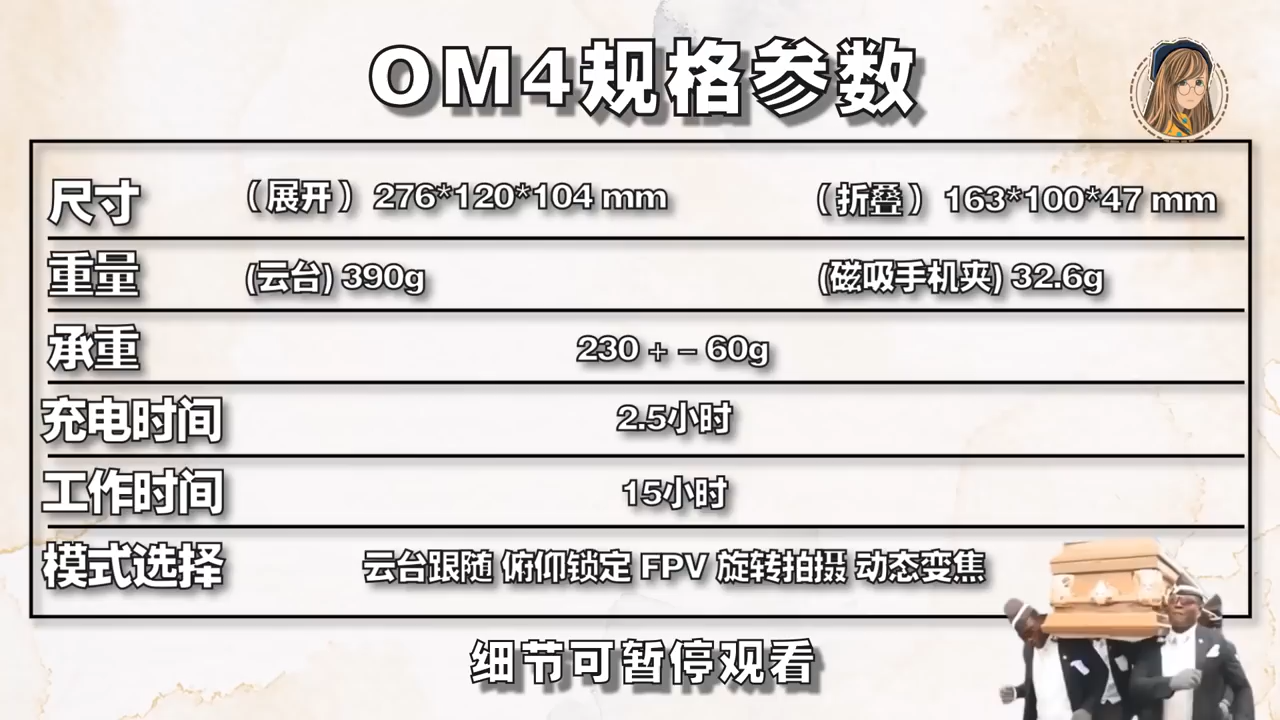 OM4规格参数
尺寸 （展开） 276*120*104 mm （折叠） 163*100*47 mm
重量 (云台) 390g (磁吸手机夹) 32.6g
承重 230 + – 60g
充电时间 2.5小时
工作时间 15小时
模式选择 云台跟随 俯仰锁定 FPV 旋转拍摄 动态变焦
细节可暂停观看